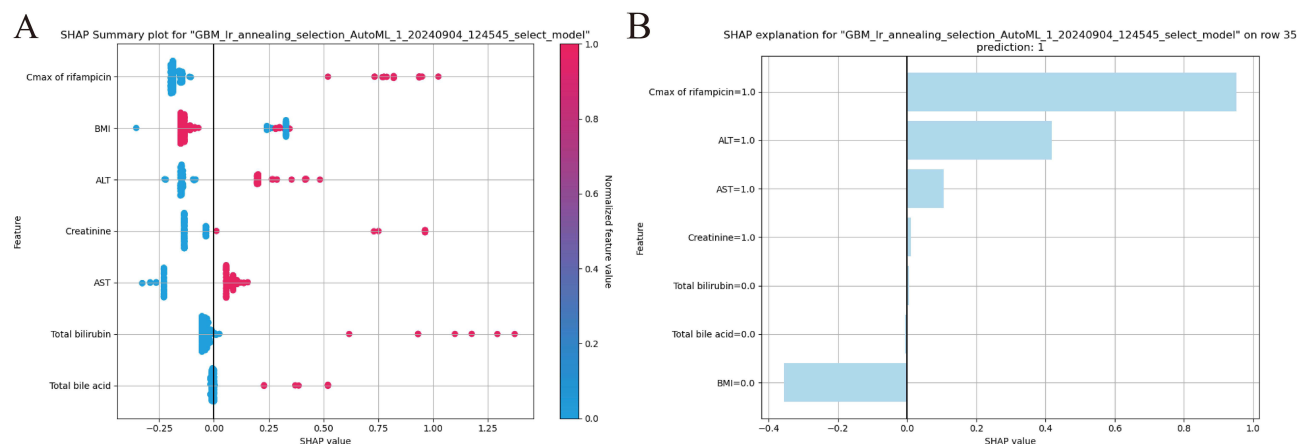 A
SHAP Summary plot for "GBM_lr_annealing_selection_AutoML_1_20240904_124545_select_model"
Cmax of rifampicin
BMI
ALT
Creatinine
AST
Total bilirubin
Total bile acid
Feature
−0.25 0.00 0.25 0.50 0.75 1.00 1.25
SHAP value
1.0
0.8
0.6
0.4
0.2
0.0
Normalized feature value
B
SHAP explanation for "GBM_lr_annealing_selection_AutoML_1_20240904_124545_select_model" on row 35
prediction: 1
Cmax of rifampicin=1.0
ALT=1.0
AST=1.0
Creatinine=1.0
Total bilirubin=0.0
Total bile acid=0.0
BMI=0.0
Feature
−0.4 −0.2 0.0 0.2 0.4 0.6 0.8 1.0
SHAP value